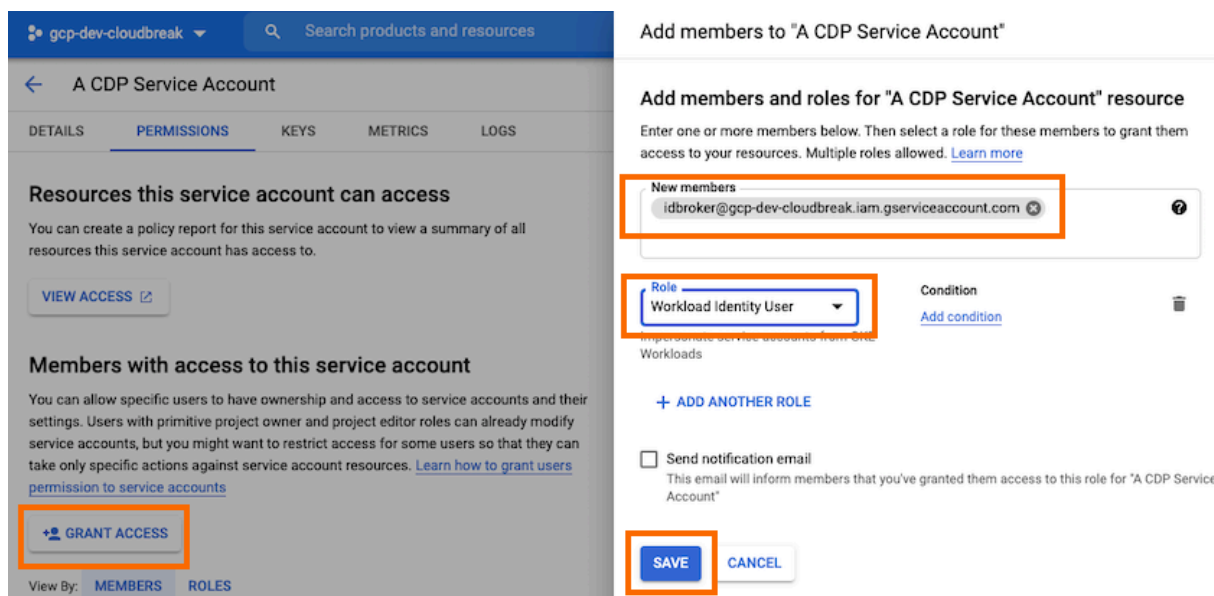 gcp-dev-cloudbreak
Search products and resources
A CDP Service Account
DETAILS PERMISSIONS KEYS METRICS LOGS
Resources this service account can access
You can create a policy report for this service account to view a summary of all
resources this service account has access to.
VIEW ACCESS
Members with access to this service account
You can allow specific users to have ownership and access to service accounts and their
settings. Users with primitive project owner and project editor roles can already modify
service accounts, but you might want to restrict access for some users so that they can
take only specific actions against service account resources. Learn how to grant users
permission to service accounts
GRANT ACCESS
View By: MEMBERS ROLES
Add members to "A CDP Service Account"
Add members and roles for "A CDP Service Account" resource
Enter one or more members below. Then select a role for these members to grant them
access to your resources. Multiple roles allowed. Learn more
New members
idbroker@gcp-dev-cloudbreak.iam.gserviceaccount.com
Role
Workload Identity User
Condition
Add condition
Impersonate service accounts from GKE
Workloads
+ ADD ANOTHER ROLE
Send notification email
This email will inform members that you've granted them access to this role for "A CDP Service
Account"
SAVE CANCEL